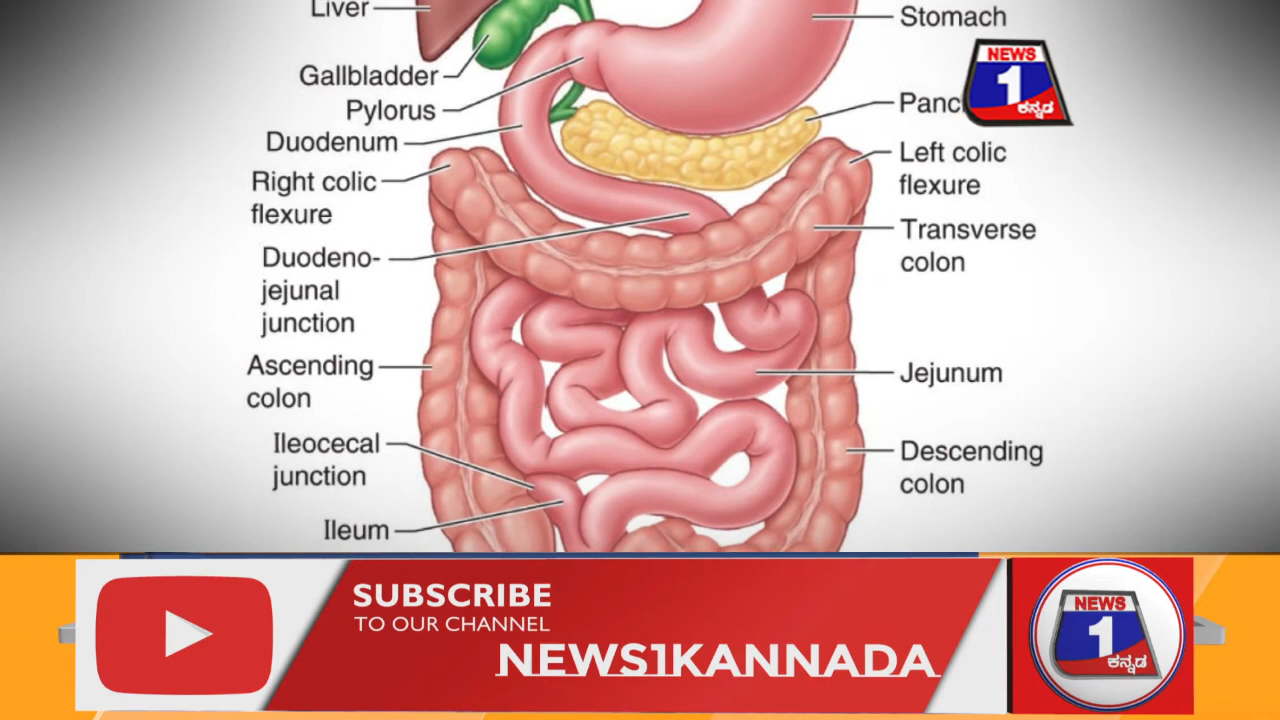 Liver
Stomach
Gallbladder
Pylorus
Panc
NEWS
1
ಕನ್ನಡ
Duodenum
Right colic
flexure
Left colic
flexure
Duodeno-
jejunal
junction
Transverse
colon
Ascending
colon
Jejunum
Ileocecal
junction
Descending
colon
Ileum
SUBSCRIBE
TO OUR CHANNEL
NEWS1KANNADA
NEWS
1
ಕನ್ನಡ